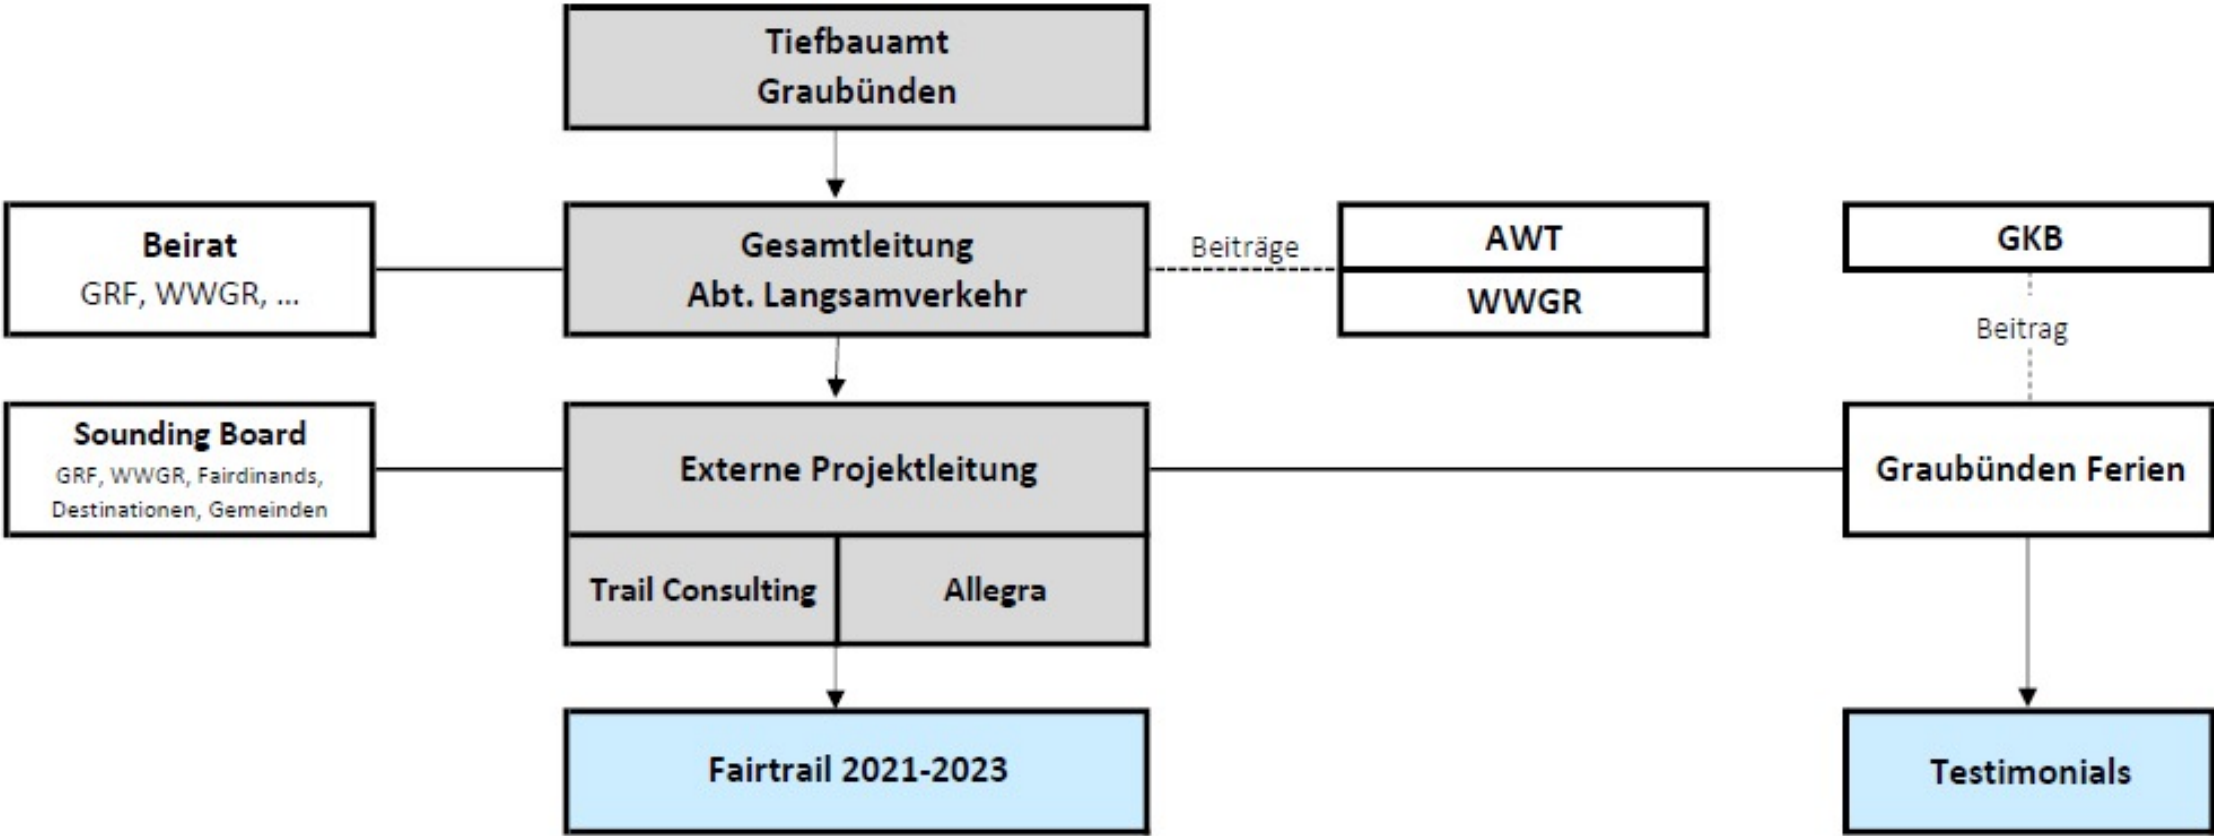 Tiefbauamt
Graubünden
Beirat
GRF, WWGR, ...
Gesamtleitung
Abt. Langsamverkehr
Beiträge
AWT
WWGR
GKB
Beitrag
Sounding Board
GRF, WWGR, Fairdinands,
Destinationen, Gemeinden
Externe Projektleitung
Graubünden Ferien
Trail Consulting
Allegra
Fairtrail 2021-2023
Testimonials